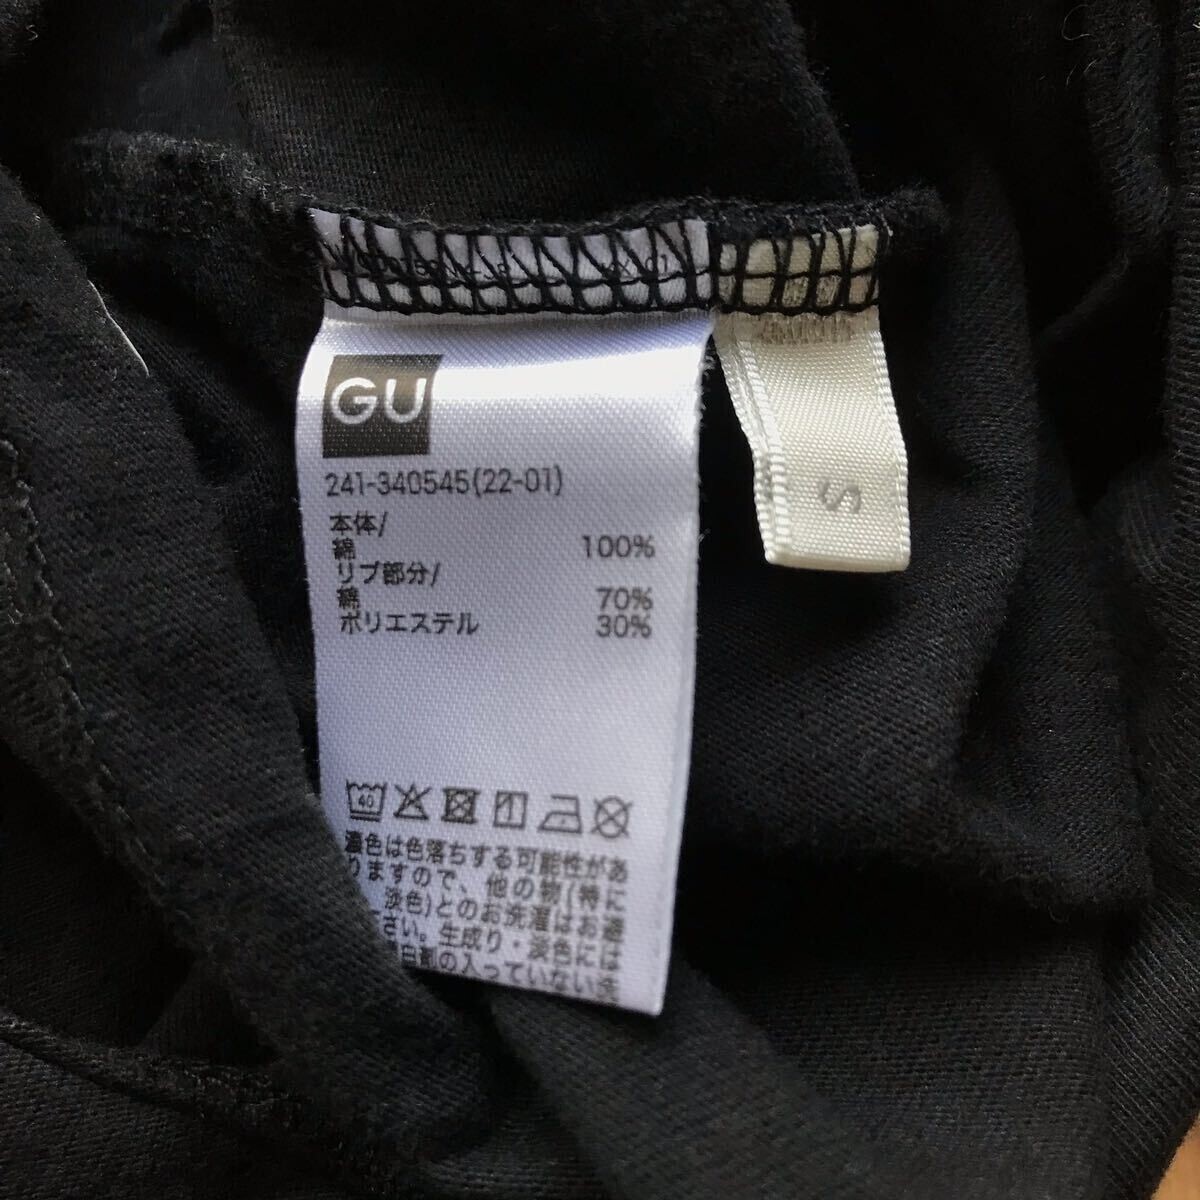 GU
241-340545(22-01)
本体/
綿 100%
リブ部分/
綿 70%
ポリエステル 30%
40
濃色は色落ちする可能性があ
りますので、他の物(特に
淡色)とのお洗濯はお避
さい。生成り・淡色には
白剤の入っていない洗
S